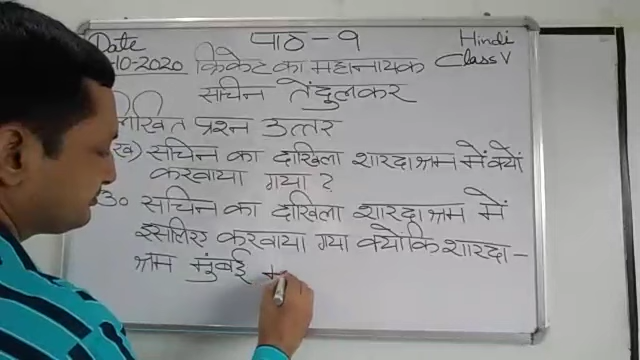 Date पाठ - १ Hindi
-10-2020 क्रिकेट का महानायक Class V
सचिन तेंदुलकर
लिखित प्रश्न उत्तर
ख) सचिन का दाखिला शारदाश्रम में क्यों
करवाया गया ?
उ० सचिन का दाखिला शारदाश्रम में
इसलिए करवाया गया क्योंकि शारदा -
श्रम मुंबई